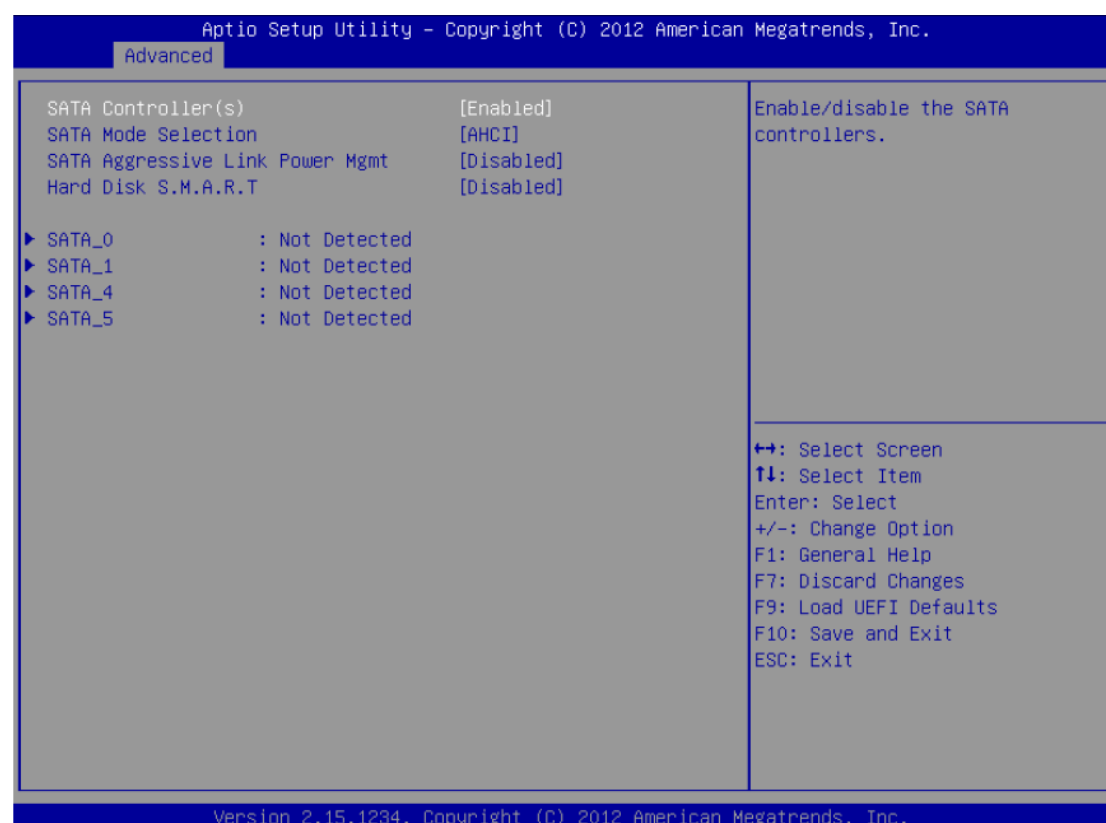 Aptio Setup Utility – Copyright (C) 2012 American Megatrends, Inc.
Advanced
SATA Controller(s) [Enabled]
SATA Mode Selection [AHCI]
SATA Aggressive Link Power Mgmt [Disabled]
Hard Disk S.M.A.R.T [Disabled]
SATA_0 : Not Detected
SATA_1 : Not Detected
SATA_4 : Not Detected
SATA_5 : Not Detected
Enable/disable the SATA
controllers.
↔: Select Screen
↑↓: Select Item
Enter: Select
+/-: Change Option
F1: General Help
F7: Discard Changes
F9: Load UEFI Defaults
F10: Save and Exit
ESC: Exit
Version 2.15.1234. Copyright (C) 2012 American Megatrends, Inc.